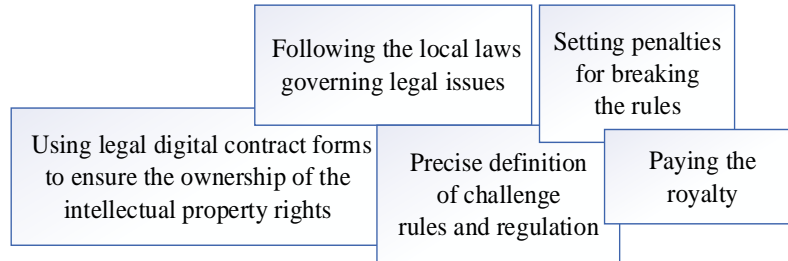 Following the local laws
governing legal issues
Setting penalties
for breaking
the rules
Using legal digital contract forms
to ensure the ownership of the
intellectual property rights
Precise definition
of challenge
rules and regulation
Paying the
royalty